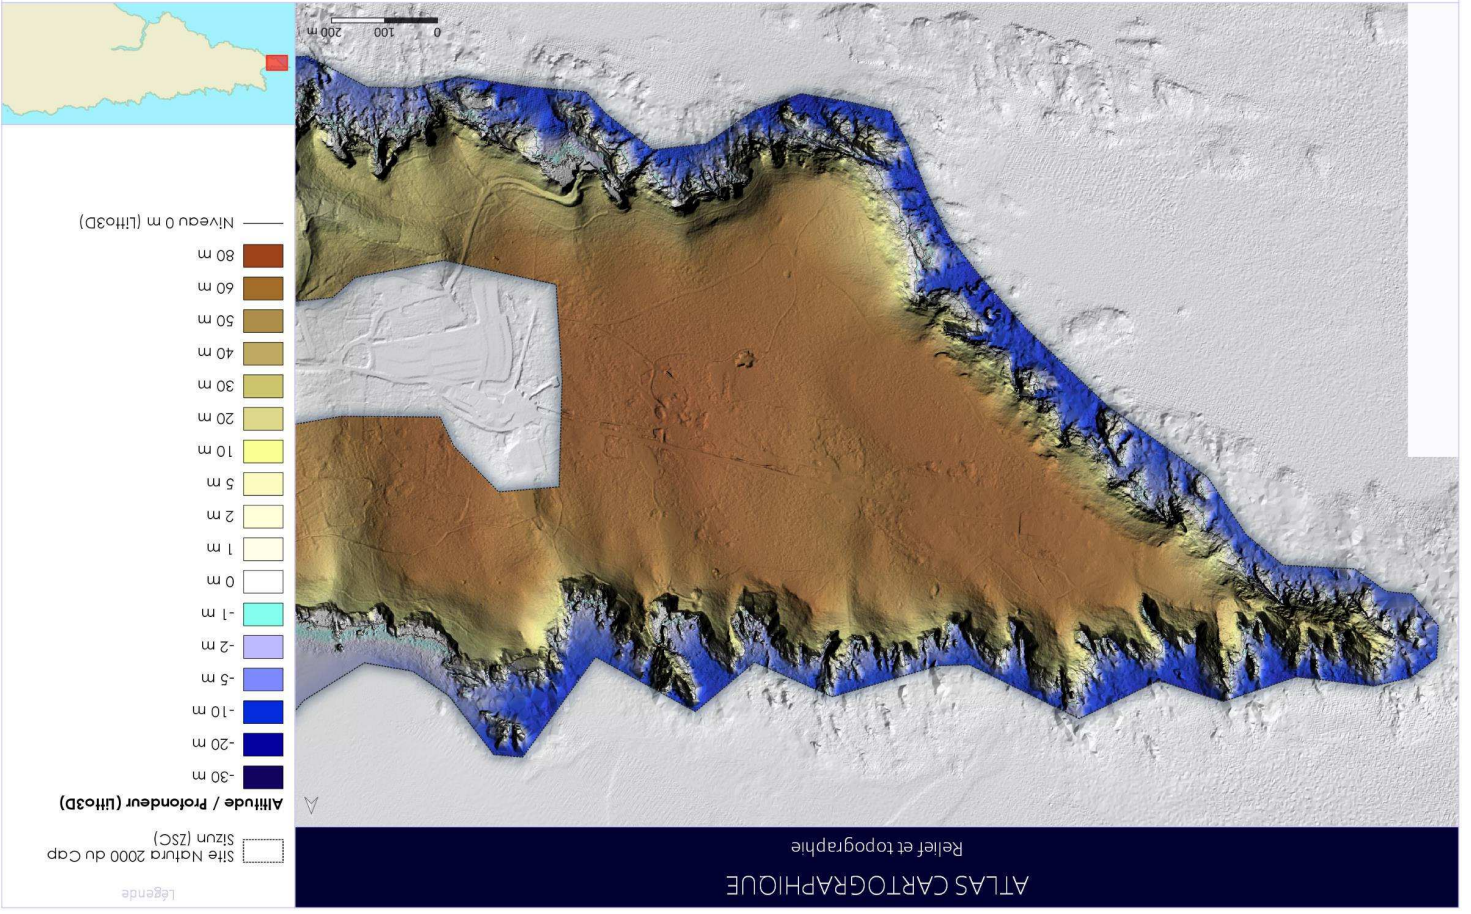 ATLAS CARTOGRAPHIQUE
Relief et topographie
Légende
Site Natura 2000 du Cap
Sizun (ZSC)
Altitude / Profondeur (Litto3D)
-30 m
-20 m
-10 m
-5 m
-2 m
-1 m
0 m
1 m
2 m
5 m
10 m
20 m
30 m
40 m
50 m
60 m
80 m
Niveau 0 m (Litto3D)
0 100 200 m